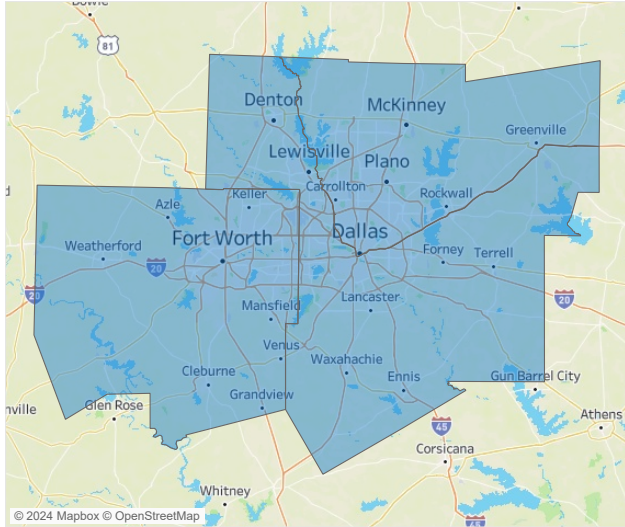 Bowie
81
Denton
McKinney
Greenville
Lewisville
Plano
Carrollton
Keller
Rockwall
Azle
Fort Worth
Dallas
Weatherford
20
Forney
Terrell
20
Lancaster
20
Mansfield
Venus
Waxahachie
Cleburne
Ennis
Gun Barrel City
Grandview
Glen Rose
nville
Athens
45
Corsicana
Whitney
45
© 2024 Mapbox © OpenStreetMap